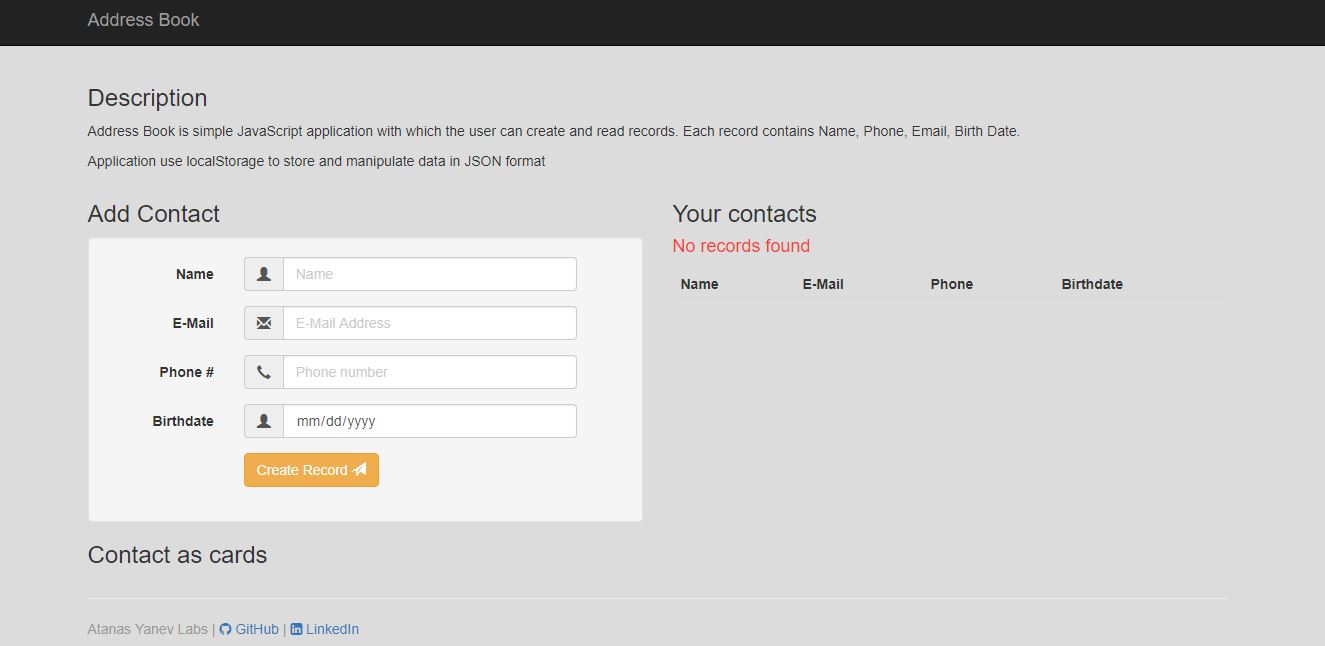 Address Book
Description
Address Book is simple JavaScript application with which the user can create and read records. Each record contains Name, Phone, Email, Birth Date.
Application use localStorage to store and manipulate data in JSON format
Add Contact
Name
Name
E-Mail
E-Mail Address
Phone #
Phone number
Birthdate
mm/dd/yyyy
Create Record
Your contacts
No records found
Name E-Mail Phone Birthdate
Contact as cards
Atanas Yanev Labs | GitHub | LinkedIn